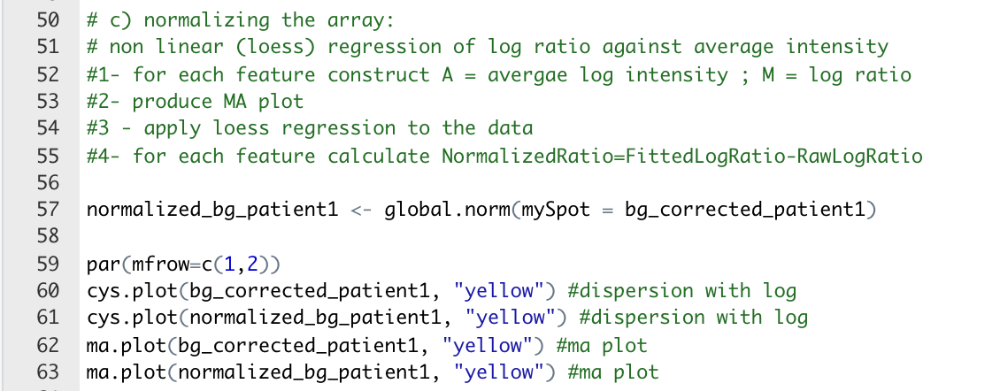 50 # c) normalizing the array:
51 # non linear (loess) regression of log ratio against average intensity
52 #1- for each feature construct A = avergae log intensity ; M = log ratio
53 #2- produce MA plot
54 #3 - apply loess regression to the data
55 #4- for each feature calculate NormalizedRatio=FittedLogRatio-RawLogRatio
56
57 normalized_bg_patient1 <- global.norm(mySpot = bg_corrected_patient1)
58
59 par(mfrow=c(1,2))
60 cys.plot(bg_corrected_patient1, "yellow") #dispersion with log
61 cys.plot(normalized_bg_patient1, "yellow") #dispersion with log
62 ma.plot(bg_corrected_patient1, "yellow") #ma plot
63 ma.plot(normalized_bg_patient1, "yellow") #ma plot